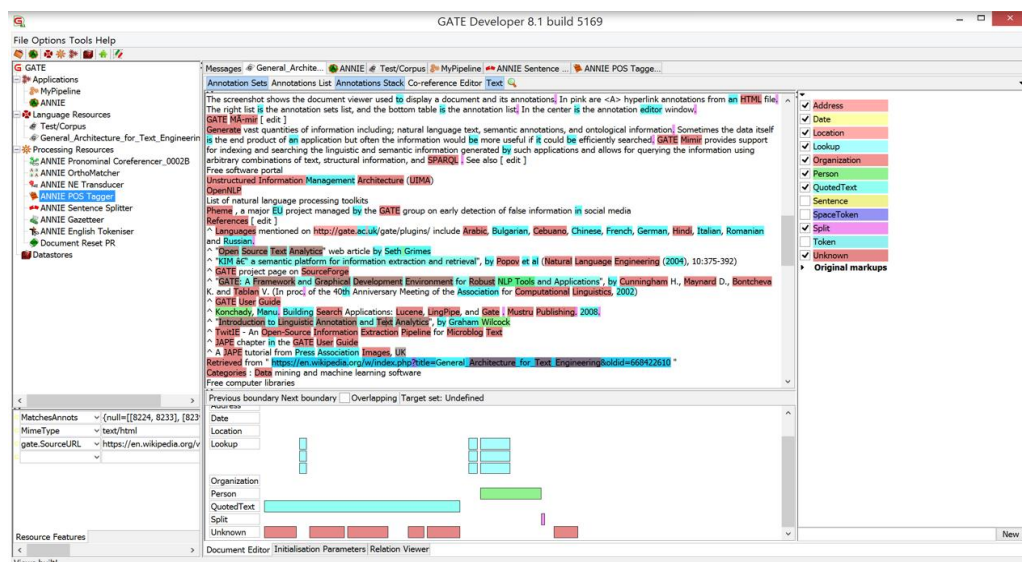 GATE Developer 8.1 build 5169
File Options Tools Help
GATE
Applications
MyPipeline
ANNIE
Language Resources
Test/Corpus
General_Architecture_for_Text_Engineerin
Processing Resources
ANNIE Pronominal Coreferencer_0002B
ANNIE OrthoMatcher
ANNIE NE Transducer
ANNIE POS Tagger
ANNIE Sentence Splitter
ANNIE Gazetteer
ANNIE English Tokeniser
Document Reset PR
Datastores
MatchesAnnots {null=[[8224, 8233], [823
MimeType text/html
gate.SourceURL https://en.wikipedia.org/v
Resource Features
Messages General_Archite... ANNIE Test/Corpus MyPipeline ANNIE Sentence ... ANNIE POS Tagge...
Annotation Sets Annotations List Annotations Stack Co-reference Editor Text
The screenshot shows the document viewer used to display a document and its annotations. In pink are <A> hyperlink annotations from an HTML file.
The right list is the annotation sets list, and the bottom table is the annotation list. In the center is the annotation editor window.
GATE MÃ­mir [ edit ]
Generate vast quantities of information including; natural language text, semantic annotations, and ontological information. Sometimes the data itself
is the end product of an application but often the information would be more useful if it could be efficiently searched. GATE Mimir provides support
for indexing and searching the linguistic and semantic information generated by such applications and allows for querying the information using
arbitrary combinations of text, structural information, and SPARQL . See also [ edit ]
Free software portal
Unstructured Information Management Architecture (UIMA)
OpenNLP
List of natural language processing toolkits
Pheme , a major EU project managed by the GATE group on early detection of false information in social media
References [ edit ]
^ Languages mentioned on http://gate.ac.uk/gate/plugins/ include Arabic, Bulgarian, Cebuano, Chinese, French, German, Hindi, Italian, Romanian
and Russian.
^ "Open Source Text Analytics" web article by Seth Grimes
^ "KIM â€" a semantic platform for information extraction and retrieval", by Popov et al (Natural Language Engineering (2004), 10:375-392)
^ GATE project page on SourceForge
^ "GATE: A Framework and Graphical Development Environment for Robust NLP Tools and Applications", by Cunningham H., Maynard D., Bontcheva
K. and Tablan V. (In proc. of the 40th Anniversary Meeting of the Association for Computational Linguistics, 2002)
^ GATE User Guide
^ Konchady, Manu. Building Search Applications: Lucene, LingPipe, and Gate . Mustru Publishing. 2008.
^ "Introduction to Linguistic Annotation and Text Analytics", by Graham Wilcock
^ TwitIE - An Open-Source Information Extraction Pipeline for Microblog Text
^ JAPE chapter in the GATE User Guide
^ A JAPE tutorial from Press Association Images, UK
Retrieved from " https://en.wikipedia.org/w/index.php?title=General_Architecture_for_Text_Engineering&oldid=668422610 "
Categories : Data mining and machine learning software
Free computer libraries
Previous boundary Next boundary Overlapping Target set: Undefined
Address
Date
Location
Lookup
Organization
Person
QuotedText
Split
Unknown
Document Editor Initialisation Parameters Relation Viewer
Address
Date
Location
Lookup
Organization
Person
QuotedText
Sentence
SpaceToken
Split
Token
Unknown
Original markups
New